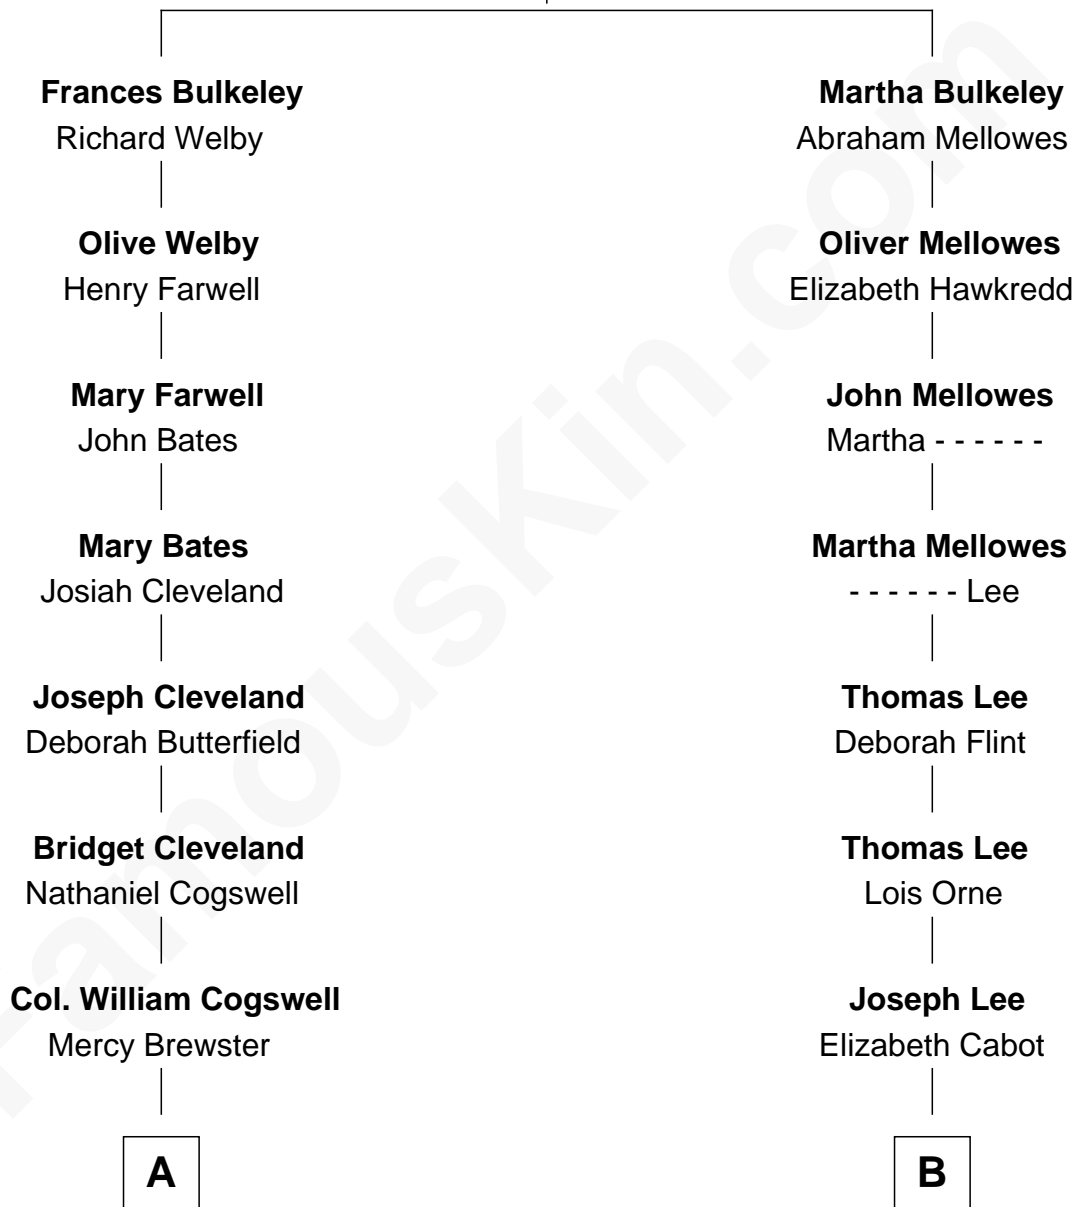 Frances Bulkeley
Richard Welby
Olive Welby
Henry Farwell
Mary Farwell
John Bates
Mary Bates
Josiah Cleveland
Joseph Cleveland
Deborah Butterfield
Bridget Cleveland
Nathaniel Cogswell
Col. William Cogswell
Mercy Brewster
A
Martha Bulkeley
Abraham Mellowes
Oliver Mellowes
Elizabeth Hawkredd
John Mellowes
Martha - - - - - -
Martha Mellowes
- - - - - - Lee
Thomas Lee
Deborah Flint
Thomas Lee
Lois Orne
Joseph Lee
Elizabeth Cabot
B
FamousKin.com